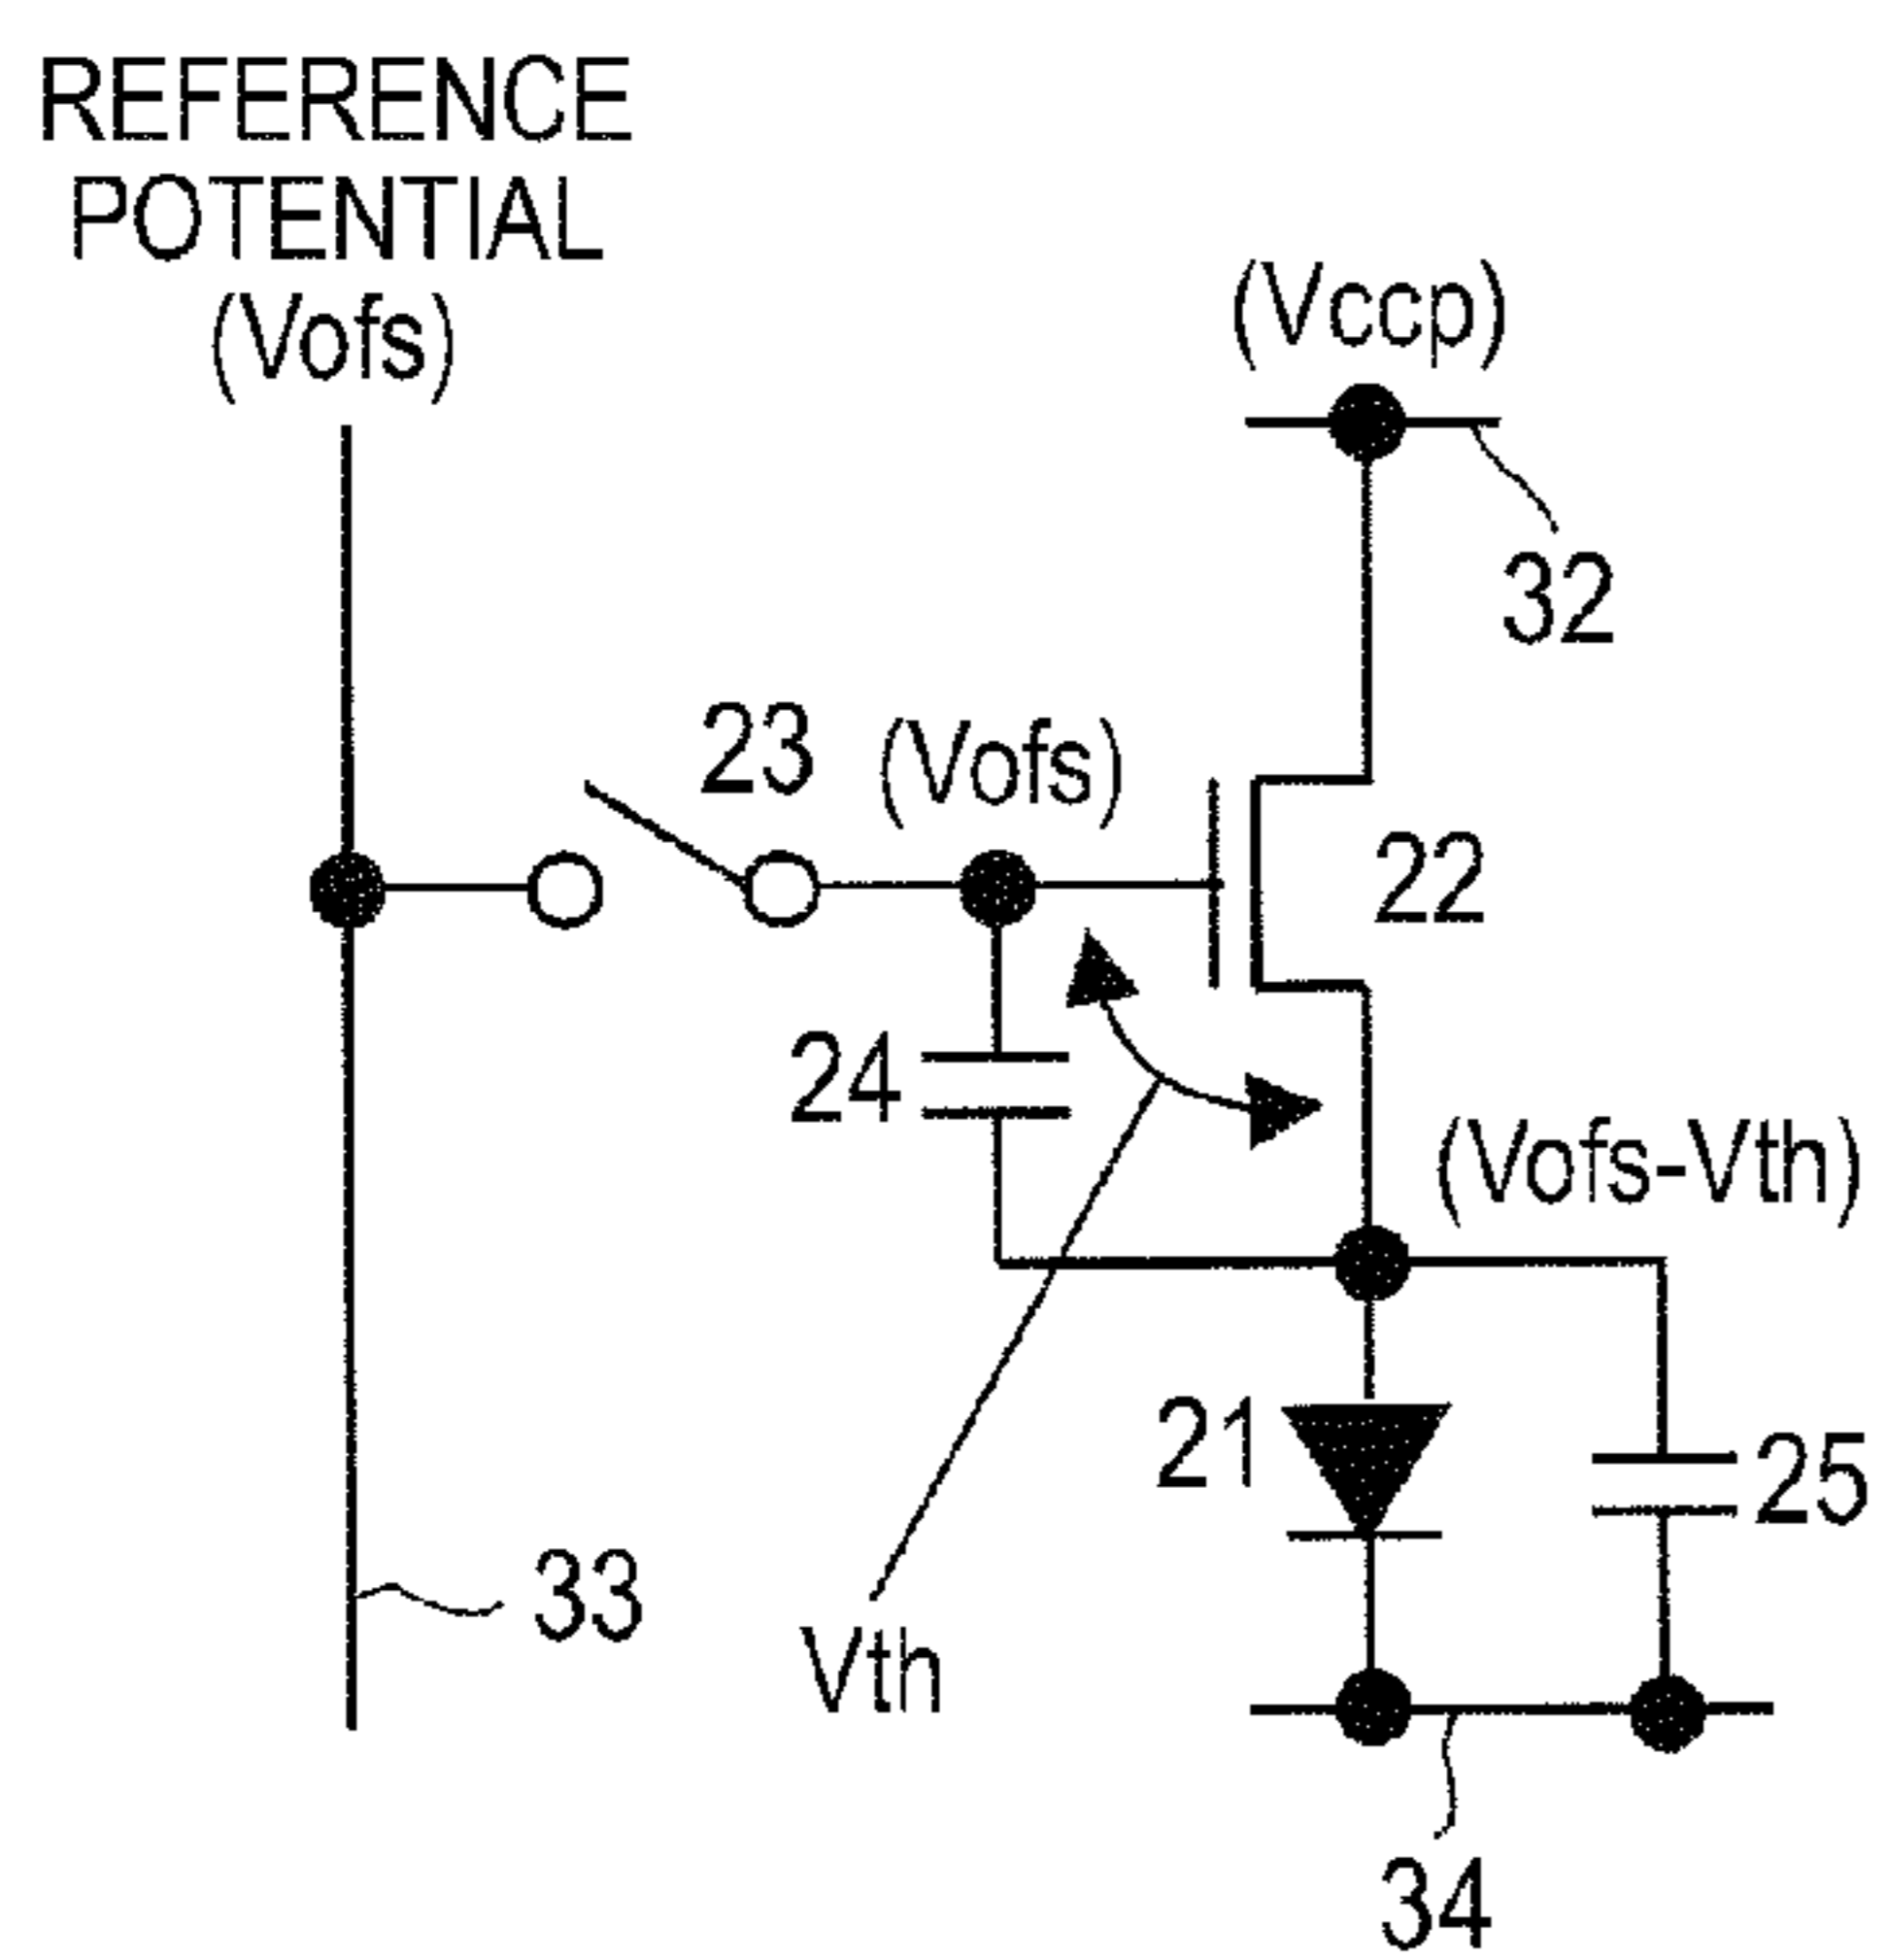 REFERENCE
POTENTIAL
(Vofs)
(Vccp)
32
23
(Vofs)
22
24
(Vofs-Vth)
21
25
33
Vth
34